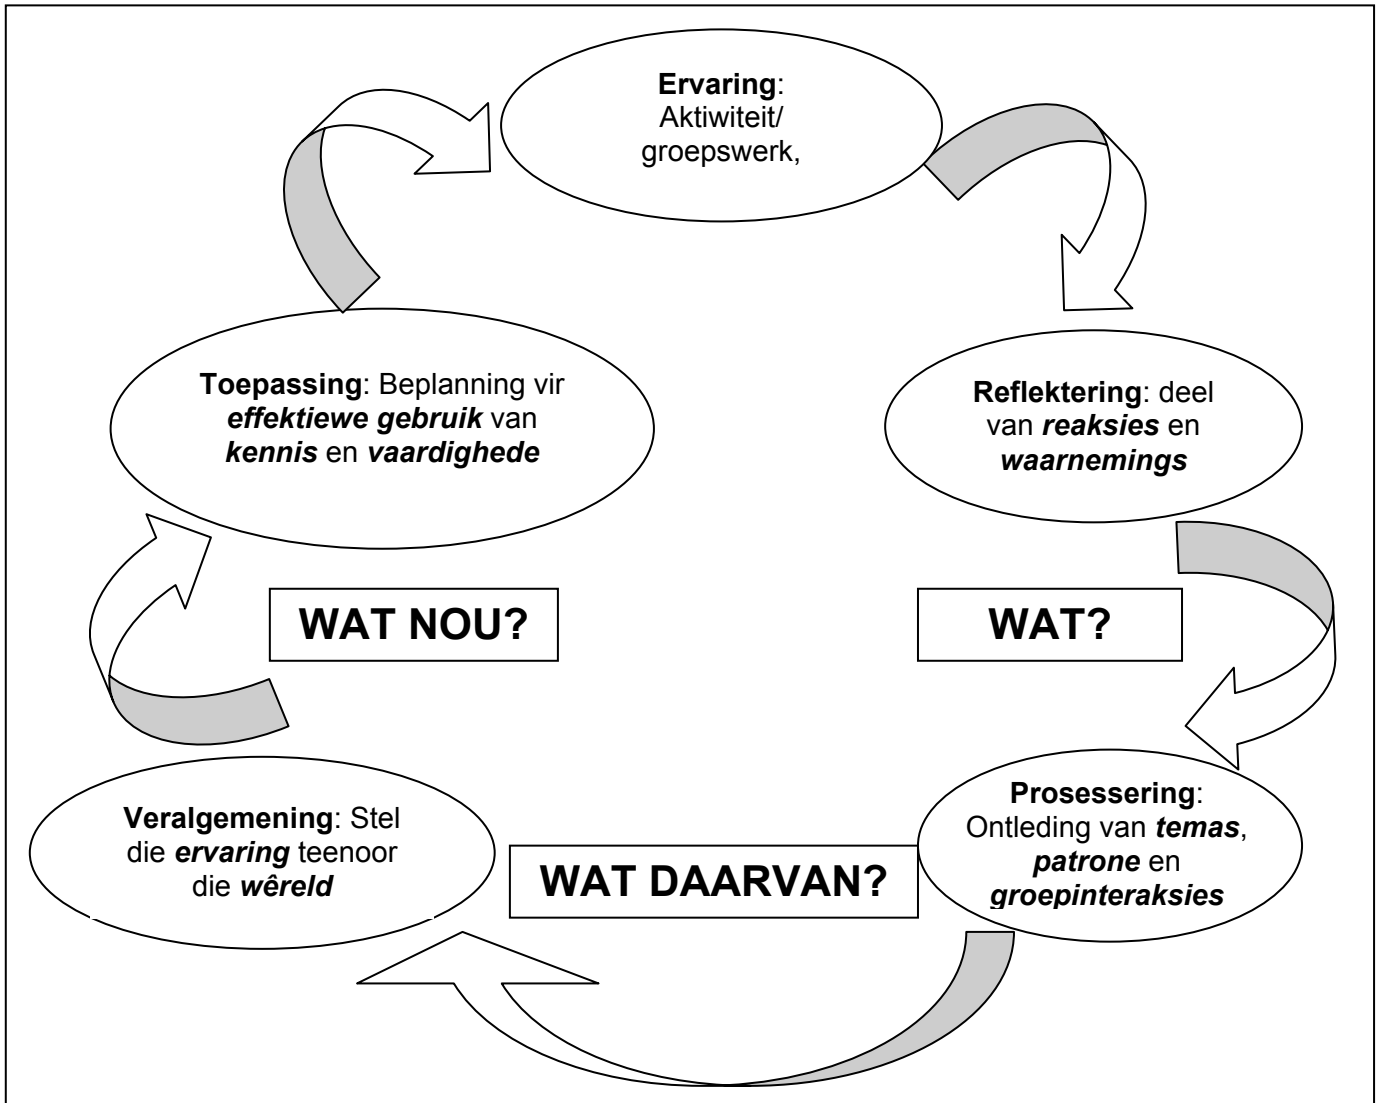 Ervaring:
Aktiwiteit/
groepswerk,
Reflektering: deel
van reaksies en
waarnemings
WAT?
Prosessering:
Ontleding van temas,
patrone en
groepinteraksies
WAT DAARVAN?
Veralgemening: Stel
die ervaring teenoor
die wêreld
WAT NOU?
Toepassing: Beplanning vir
effektiewe gebruik van
kennis en vaardighede